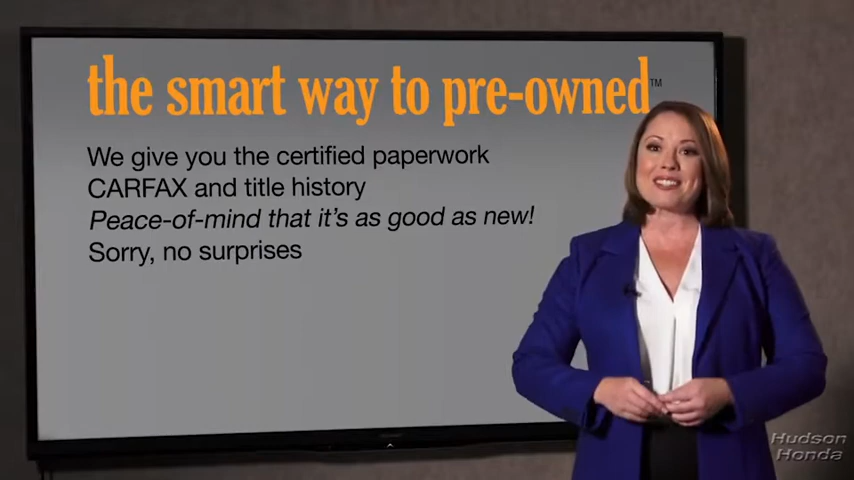 the smart way to pre-owned™
We give you the certified paperwork
CARFAX and title history
Peace-of-mind that it's as good as new!
Sorry, no surprises
Hudson
Honda